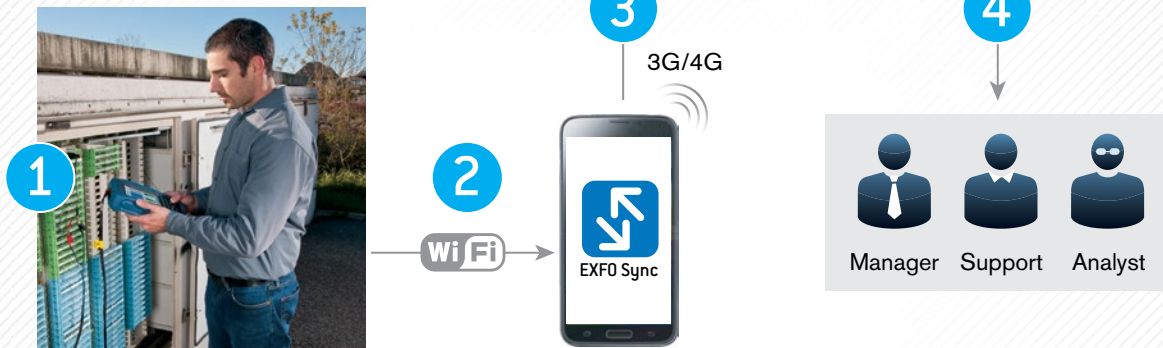 3
4
3G/4G
1
2
Wi Fi
EXFO Sync
Manager Support Analyst